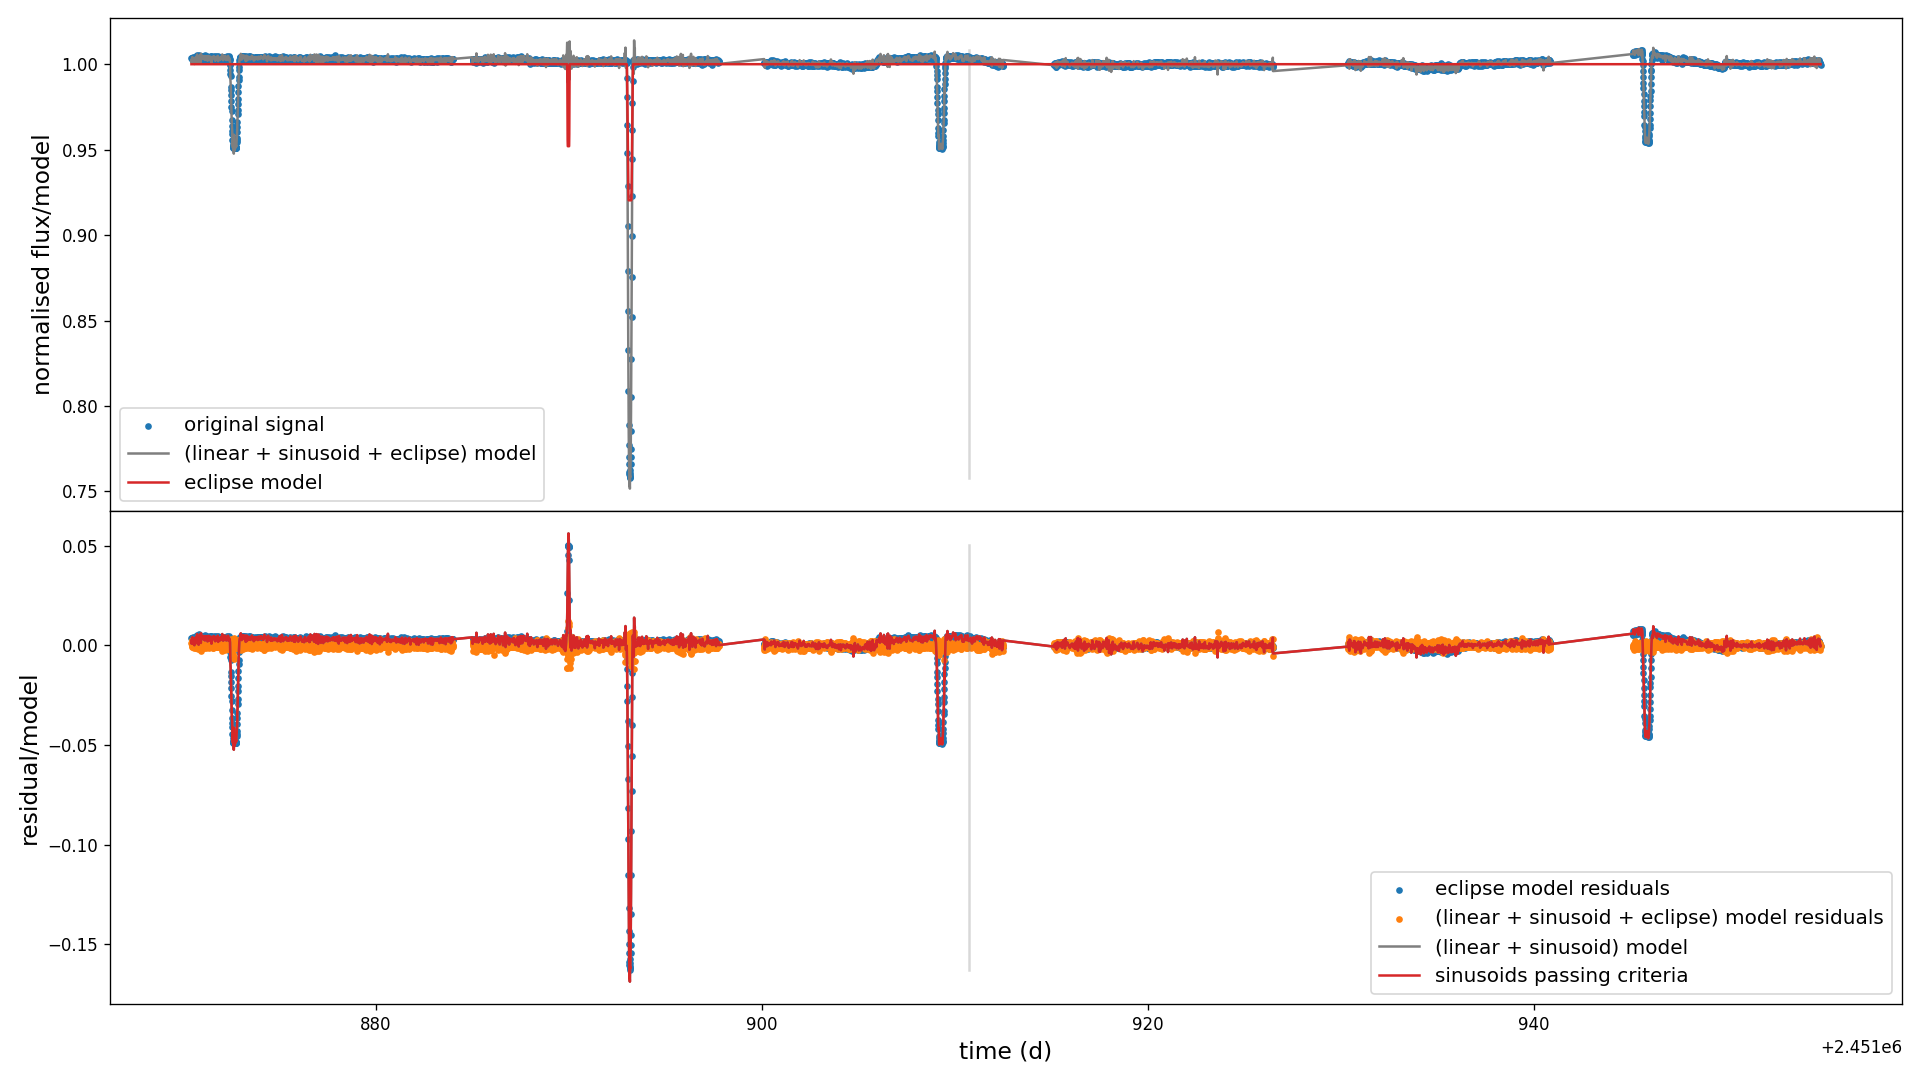 normalised flux/model
1.00
0.95
0.90
0.85
0.80
0.75
original signal
(linear + sinusoid + eclipse) model
eclipse model
residual/model
0.05
0.00
−0.05
−0.10
−0.15
eclipse model residuals
(linear + sinusoid + eclipse) model residuals
(linear + sinusoid) model
sinusoids passing criteria
880
900
920
940
time (d)
+2.451e6